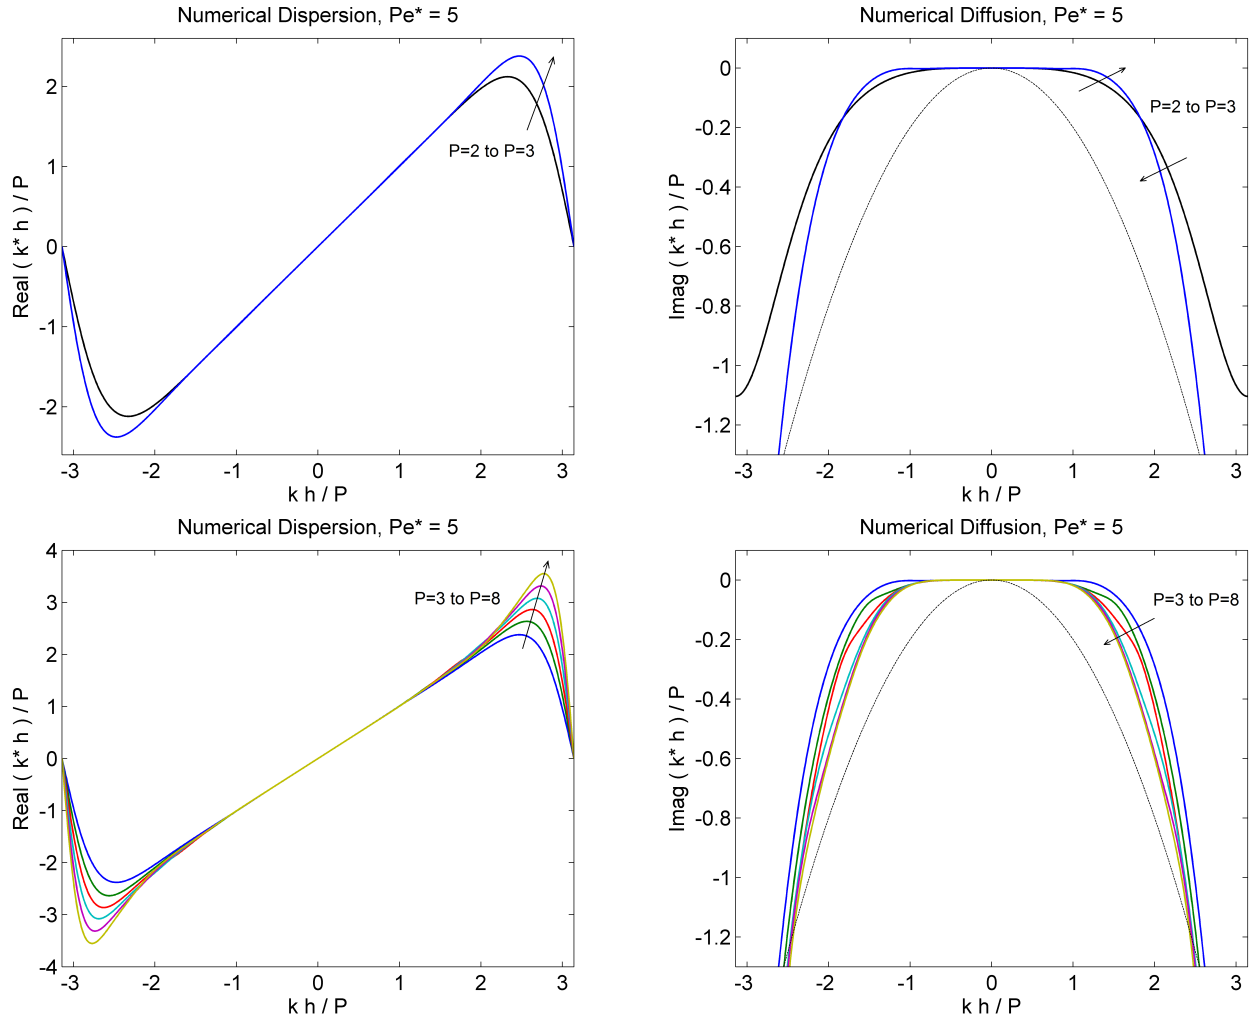 Numerical Dispersion, Pe* = 5
Real ( k* h ) / P
2
1
0
-1
-2
P=2 to P=3
-3 -2 -1 0 1 2 3
k h / P
Numerical Diffusion, Pe* = 5
Imag ( k* h ) / P
0
-0.2
-0.4
-0.6
-0.8
-1
-1.2
P=2 to P=3
-3 -2 -1 0 1 2 3
k h / P
Numerical Dispersion, Pe* = 5
Real ( k* h ) / P
4
3
2
1
0
-1
-2
-3
-4
P=3 to P=8
-3 -2 -1 0 1 2 3
k h / P
Numerical Diffusion, Pe* = 5
Imag ( k* h ) / P
0
-0.2
-0.4
-0.6
-0.8
-1
-1.2
P=3 to P=8
-3 -2 -1 0 1 2 3
k h / P